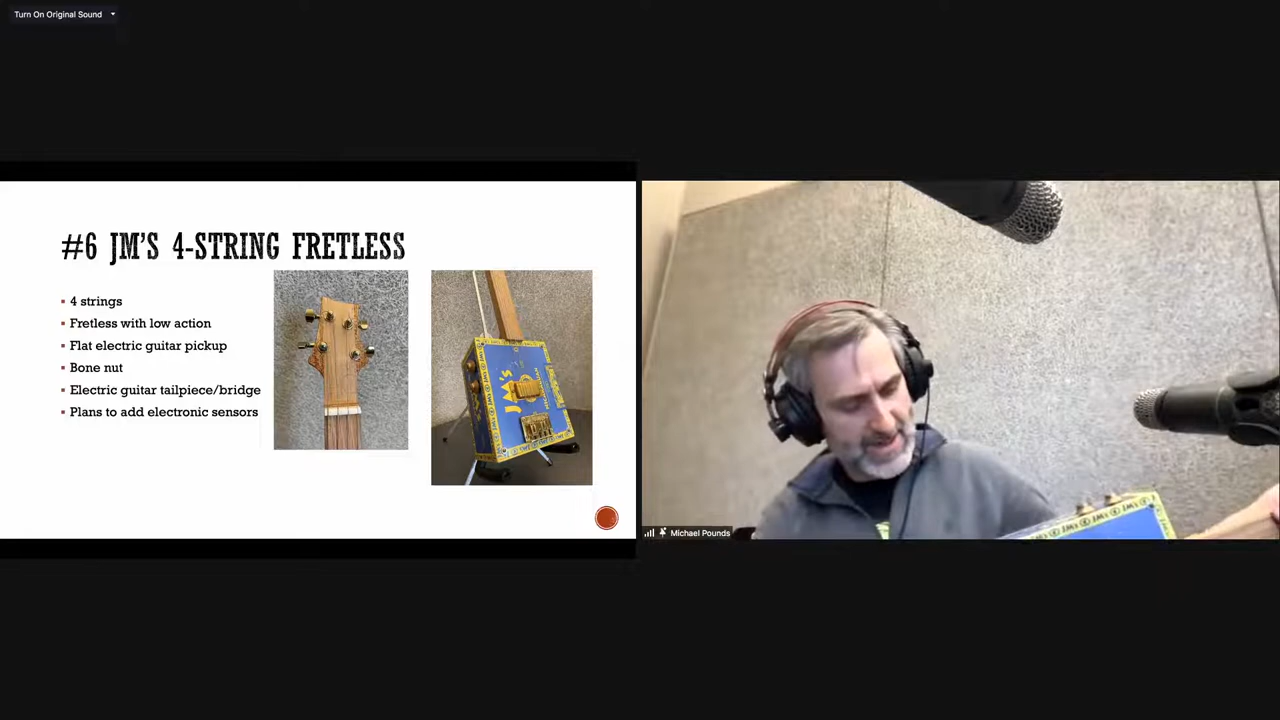 Turn On Original Sound
#6 JM'S 4-STRING FRETLESS
4 strings
Fretless with low action
Flat electric guitar pickup
Bone nut
Electric guitar tailpiece/bridge
Plans to add electronic sensors
JM's
Michael Pounds